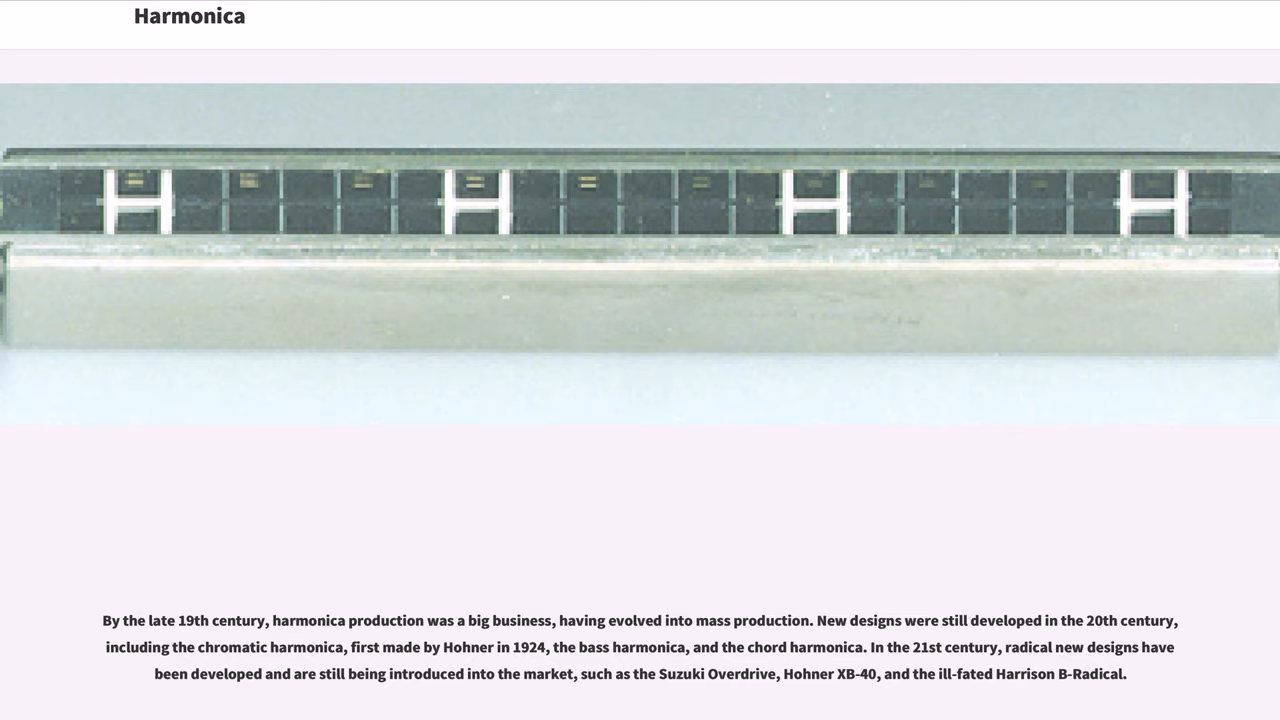 Harmonica
By the late 19th century, harmonica production was a big business, having evolved into mass production. New designs were still developed in the 20th century,
including the chromatic harmonica, first made by Hohner in 1924, the bass harmonica, and the chord harmonica. In the 21st century, radical new designs have
been developed and are still being introduced into the market, such as the Suzuki Overdrive, Hohner XB-40, and the ill-fated Harrison B-Radical.